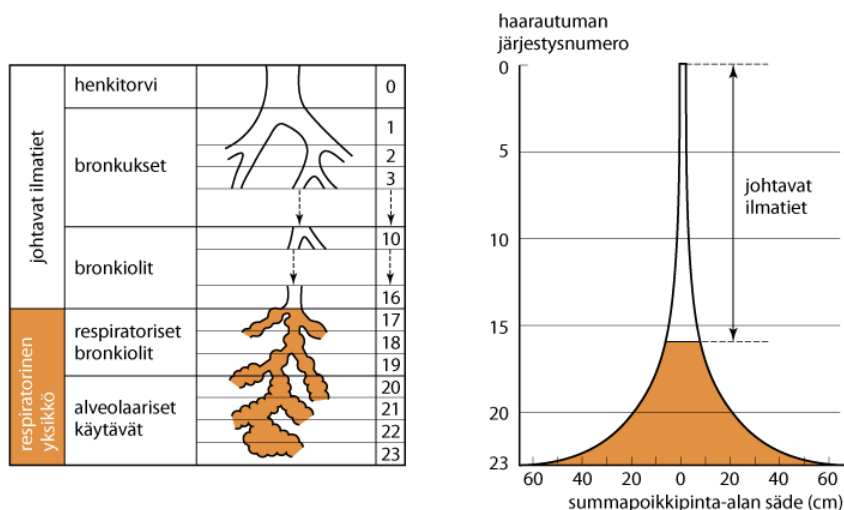 johtavat ilmatiet
respiratorinen
yksikkö
henkitorvi
0
bronkukset
1
2
3
bronkiolit
10
16
respiratoriset
bronkiolit
17
18
19
alveolaariset
käytävät
20
21
22
23
haarautuman
järjestysnumero
0
5
10
15
20
23
johtavat
ilmatiet
60 40 20 0 20 40 60
summapoikkipinta-alan säde (cm)